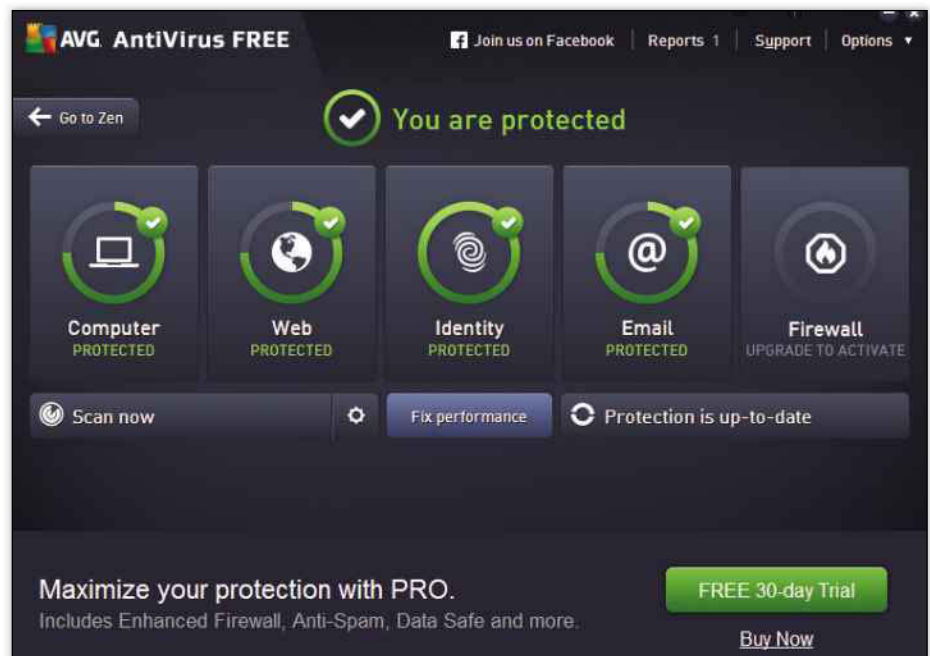 AVG. AntiVirus FREE
Join us on Facebook Reports 1 Support Options
Go to Zen
You are protected
@
Computer Web Identity Email Firewall
PROTECTED PROTECTED PROTECTED PROTECTED UPGRADE TO ACTIVATE
Scan now Fix performance Protection is up-to-date
Maximize your protection with PRO.
Includes Enhanced Firewall, Anti-Spam, Data Safe and more.
FREE 30-day Trial
Buy Now